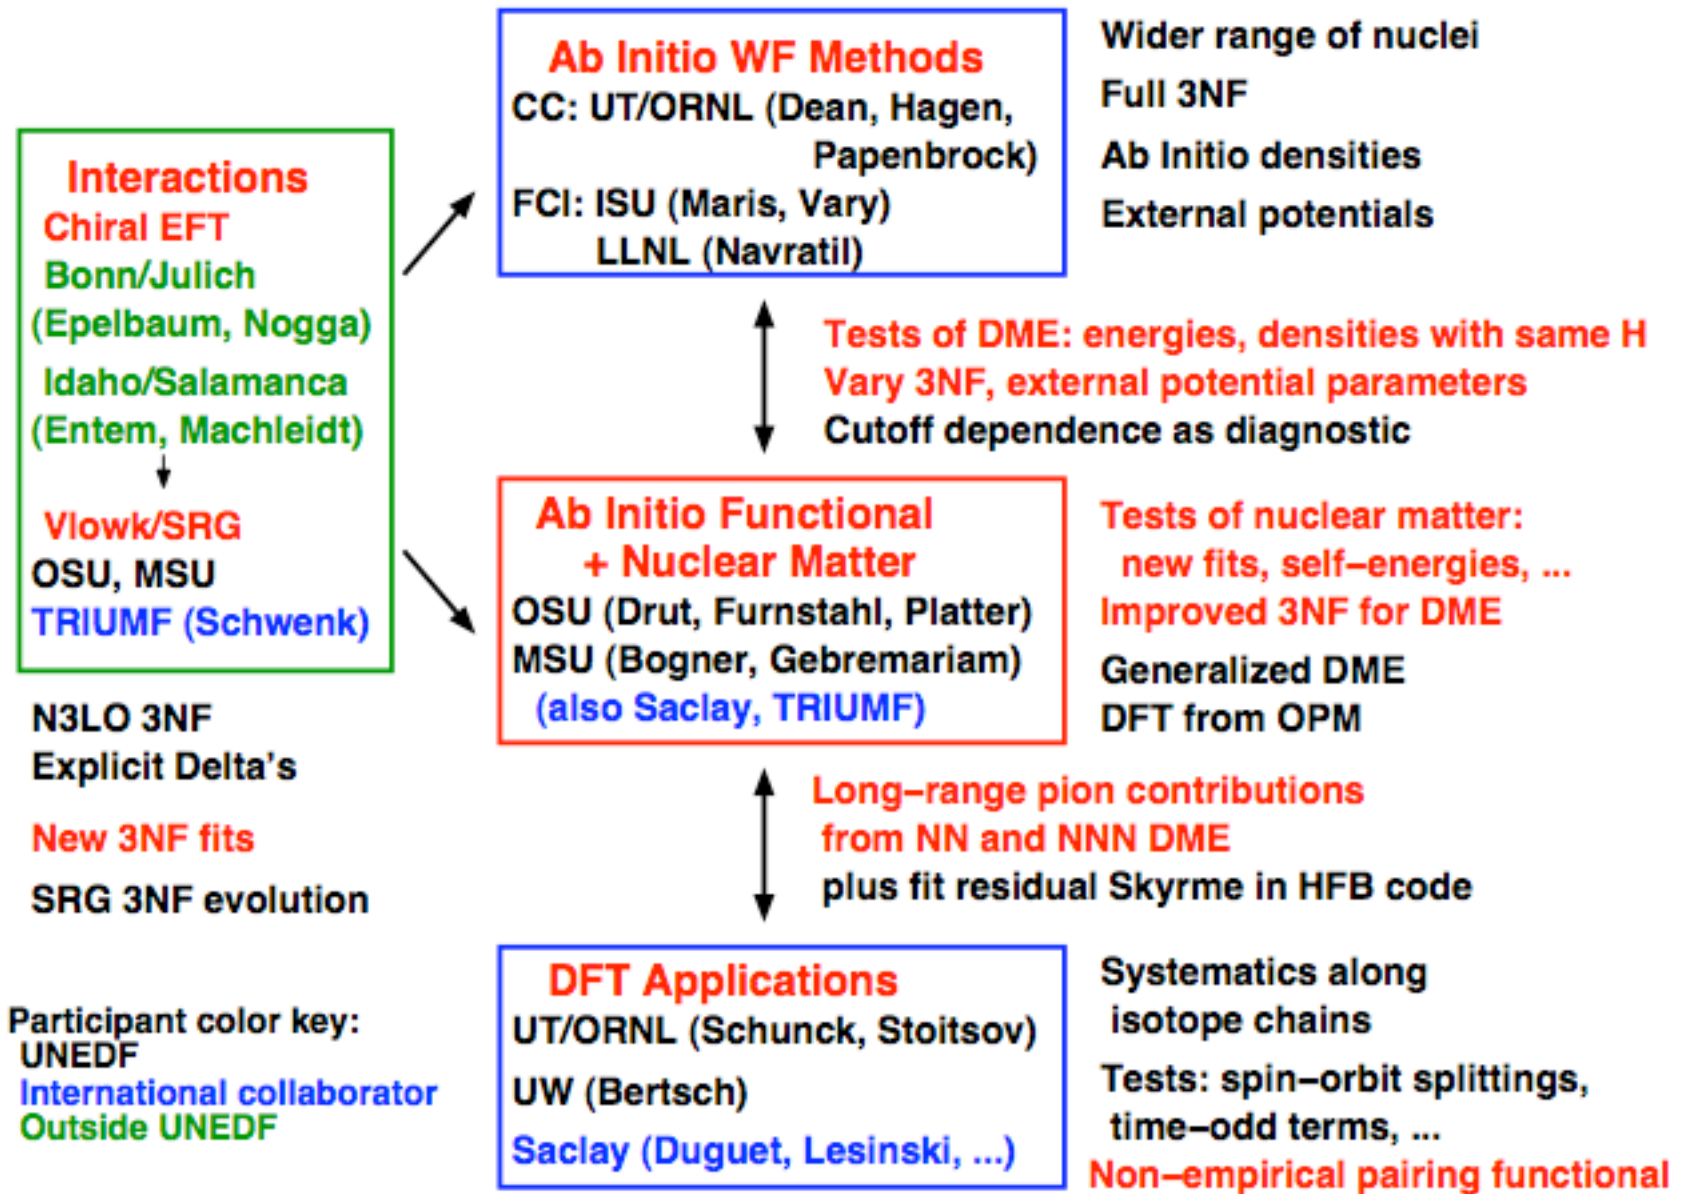 Interactions
Chiral EFT
Bonn/Julich
(Epelbaum, Nogga)
Idaho/Salamanca
(Entem, Machleidt)
Vlowk/SRG
OSU, MSU
TRIUMF (Schwenk)
N3LO 3NF
Explicit Delta's
New 3NF fits
SRG 3NF evolution
Participant color key:
UNEDF
International collaborator
Outside UNEDF
Ab Initio WF Methods
CC: UT/ORNL (Dean, Hagen,
Papenbrock)
FCI: ISU (Maris, Vary)
LLNL (Navratil)
Wider range of nuclei
Full 3NF
Ab Initio densities
External potentials
Tests of DME: energies, densities with same H
Vary 3NF, external potential parameters
Cutoff dependence as diagnostic
Ab Initio Functional
+ Nuclear Matter
OSU (Drut, Furnstahl, Platter)
MSU (Bogner, Gebremariam)
(also Saclay, TRIUMF)
Tests of nuclear matter:
new fits, self−energies, ...
Improved 3NF for DME
Generalized DME
DFT from OPM
Long−range pion contributions
from NN and NNN DME
plus fit residual Skyrme in HFB code
DFT Applications
UT/ORNL (Schunck, Stoitsov)
UW (Bertsch)
Saclay (Duguet, Lesinski, ...)
Systematics along
isotope chains
Tests: spin−orbit splittings,
time−odd terms, ...
Non−empirical pairing functional